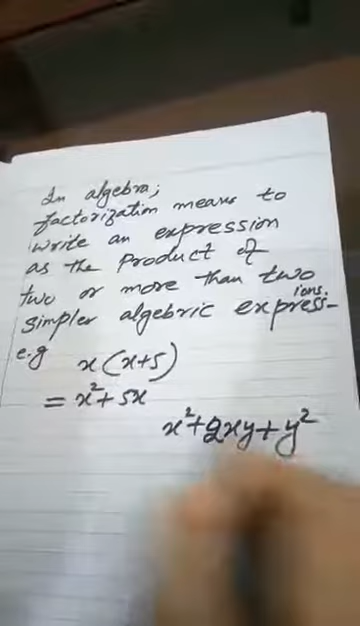 In algebra;
factorization means to
write an expression
as the Product of
two or more than two
simpler algebric express-
ions.
e.g x(x+5)
= x²+5x
x²+2xy+y²